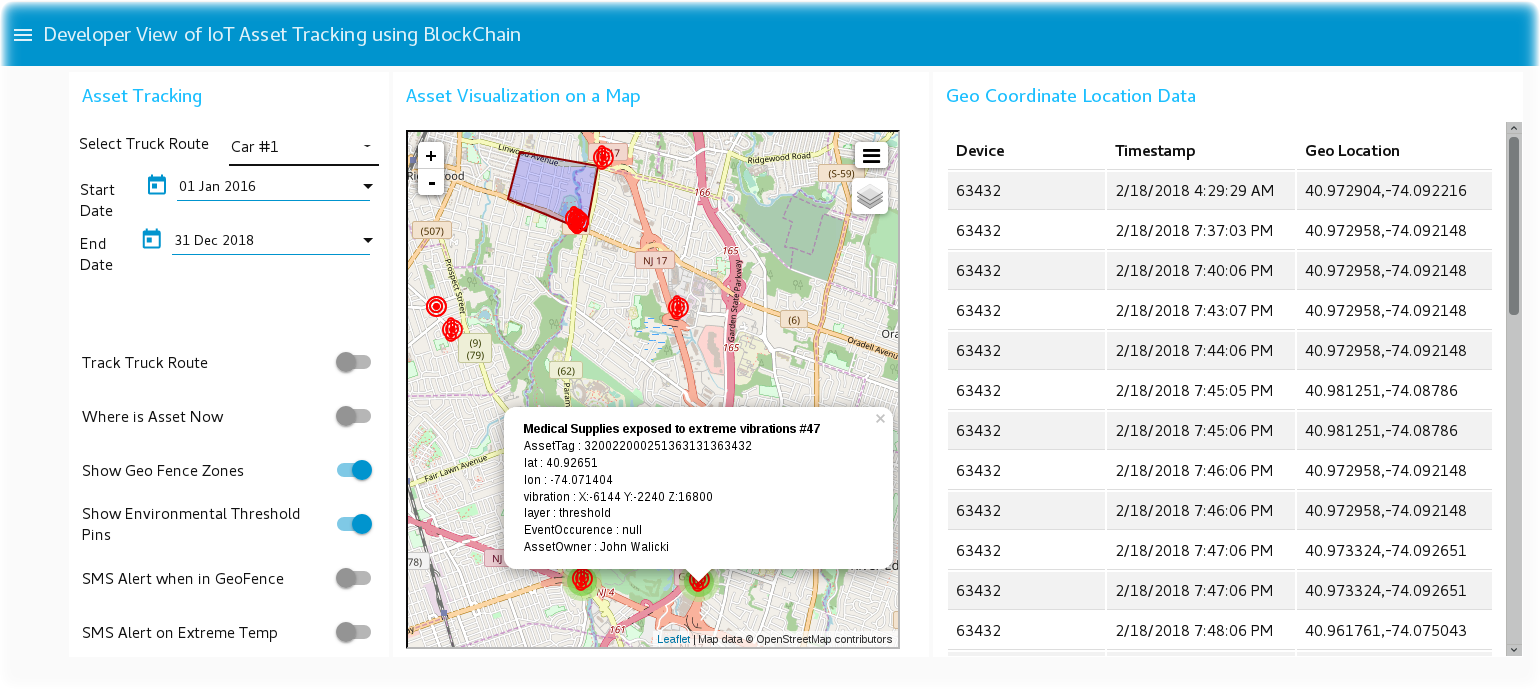 Developer View of IoT Asset Tracking using BlockChain
Asset Tracking
Select Truck Route Car #1
Start
Date
01 Jan 2016
End
Date
31 Dec 2018
Track Truck Route
Where is Asset Now
Show Geo Fence Zones
Show Environmental Threshold
Pins
SMS Alert when in GeoFence
SMS Alert on Extreme Temp
Asset Visualization on a Map
+
-
Linwood Avenue
17
Ridgewood Road
(S-59)
166
(507)
165
NJ 17
Prospect Street
Garden State Parkway
(6)
Oradell Avenue
(9)
(79)
165
(62)
Fair Lawn Avenue
Medical Supplies exposed to extreme vibrations #47
×
AssetTag : 320022000251363131363432
lat : 40.92651
lon : -74.071404
vibration : X:-6144 Y:-2240 Z:16800
layer : threshold
EventOccurence : null
AssetOwner : John Walicki
NJ
78)
NJ 4
161
Leaflet | Map data © OpenStreetMap contributors
Geo Coordinate Location Data
Device Timestamp Geo Location
63432 2/18/2018 4:29:29 AM 40.972904,-74.092216
63432 2/18/2018 7:37:03 PM 40.972958,-74.092148
63432 2/18/2018 7:40:06 PM 40.972958,-74.092148
63432 2/18/2018 7:43:07 PM 40.972958,-74.092148
63432 2/18/2018 7:44:06 PM 40.972958,-74.092148
63432 2/18/2018 7:45:05 PM 40.981251,-74.08786
63432 2/18/2018 7:45:06 PM 40.981251,-74.08786
63432 2/18/2018 7:46:06 PM 40.972958,-74.092148
63432 2/18/2018 7:46:06 PM 40.972958,-74.092148
63432 2/18/2018 7:47:06 PM 40.973324,-74.092651
63432 2/18/2018 7:47:06 PM 40.973324,-74.092651
63432 2/18/2018 7:48:06 PM 40.961761,-74.075043